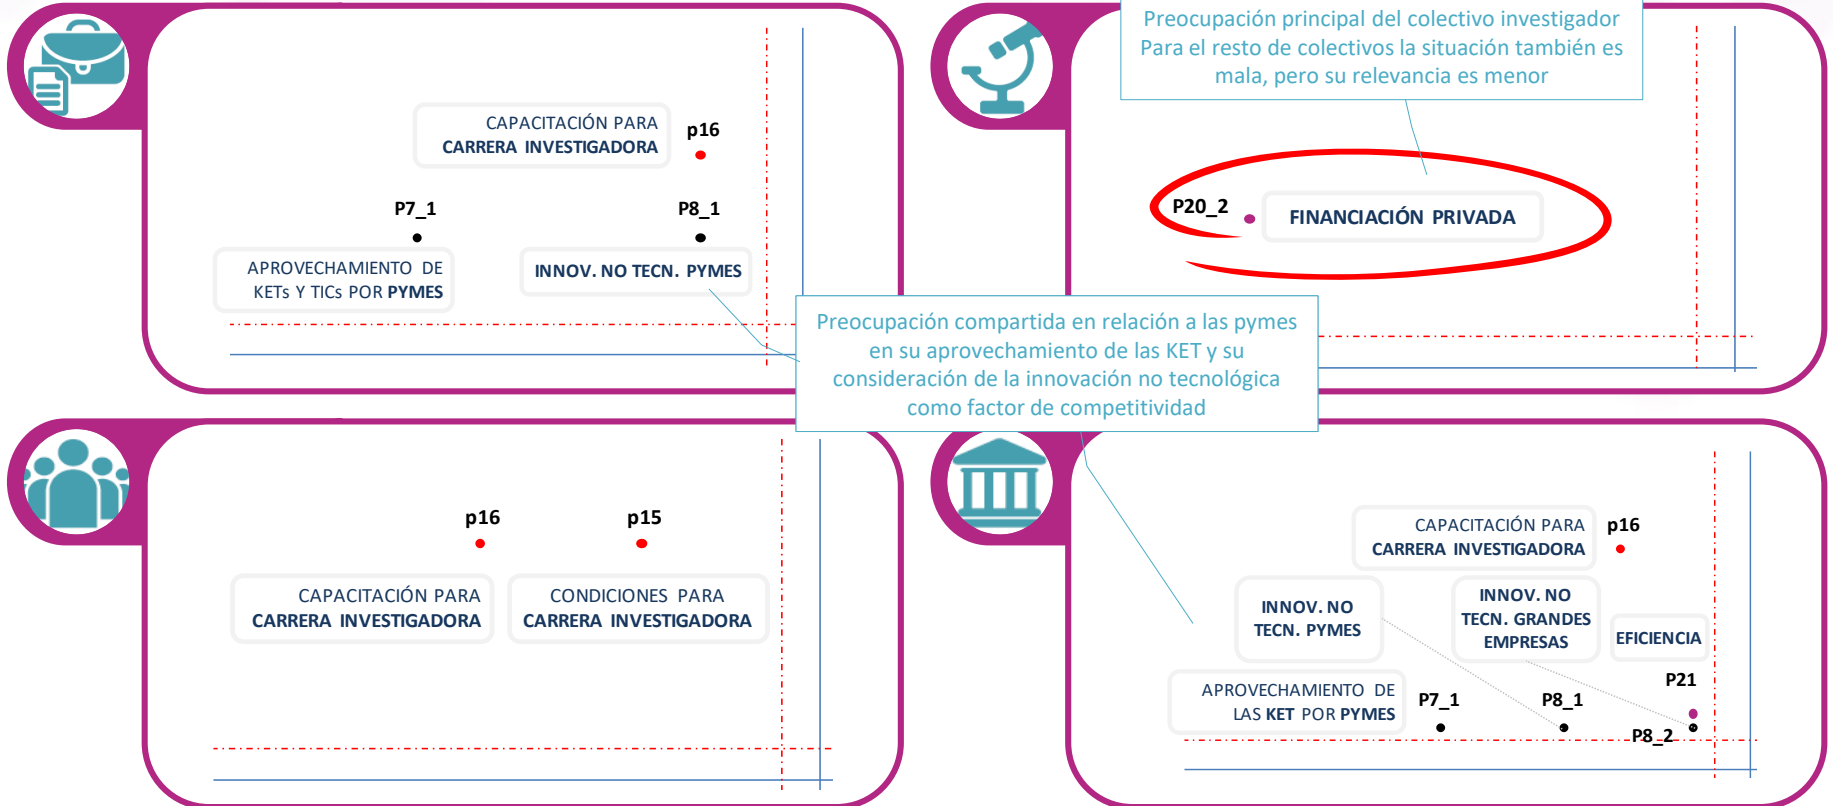 CAPACITACIÓN PARA
CARRERA INVESTIGADORA
p16
P7_1
P8_1
APROVECHAMIENTO DE
KETs Y TICs POR PYMES
INNOV. NO TECN. PYMES
Preocupación principal del colectivo investigador
Para el resto de colectivos la situación también es
mala, pero su relevancia es menor
P20_2
FINANCIACIÓN PRIVADA
Preocupación compartida en relación a las pymes
en su aprovechamiento de las KET y su
consideración de la innovación no tecnológica
como factor de competitividad
p16
p15
CAPACITACIÓN PARA
CARRERA INVESTIGADORA
CONDICIONES PARA
CARRERA INVESTIGADORA
CAPACITACIÓN PARA
CARRERA INVESTIGADORA
p16
INNOV. NO
TECN. PYMES
INNOV. NO
TECN. GRANDES
EMPRESAS
EFICIENCIA
APROVECHAMIENTO DE
LAS KET POR PYMES
P7_1
P8_1
P21
P8_2